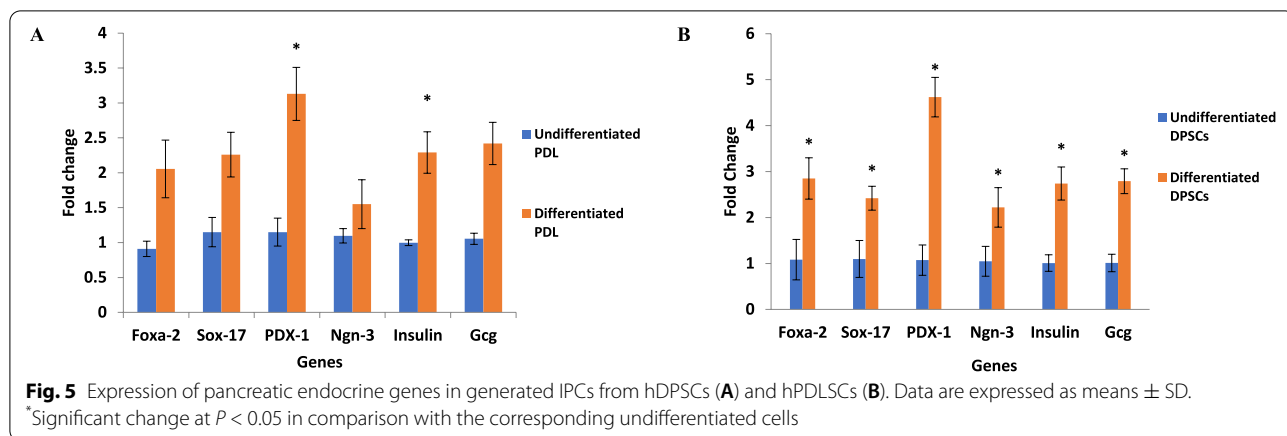 A
4
3.5
3
2.5
2
1.5
1
0.5
0
Fold change
*
*
Foxa-2 Sox-17 PDX-1 Ngn-3 Insulin Gcg
Genes
Undifferentiated
PDL
Differentiated
PDL
B
6
5
4
3
2
1
0
Fold Change
*
*
*
*
*
*
Foxa-2 Sox-17 PDX-1 Ngn-3 Insulin Gcg
Genes
Undifferentiated
DPSCs
Differentiated
DPSCs
Fig. 5 Expression of pancreatic endocrine genes in generated IPCs from hDPSCs (A) and hPDLSCs (B). Data are expressed as means ± SD.
*Significant change at P < 0.05 in comparison with the corresponding undifferentiated cells